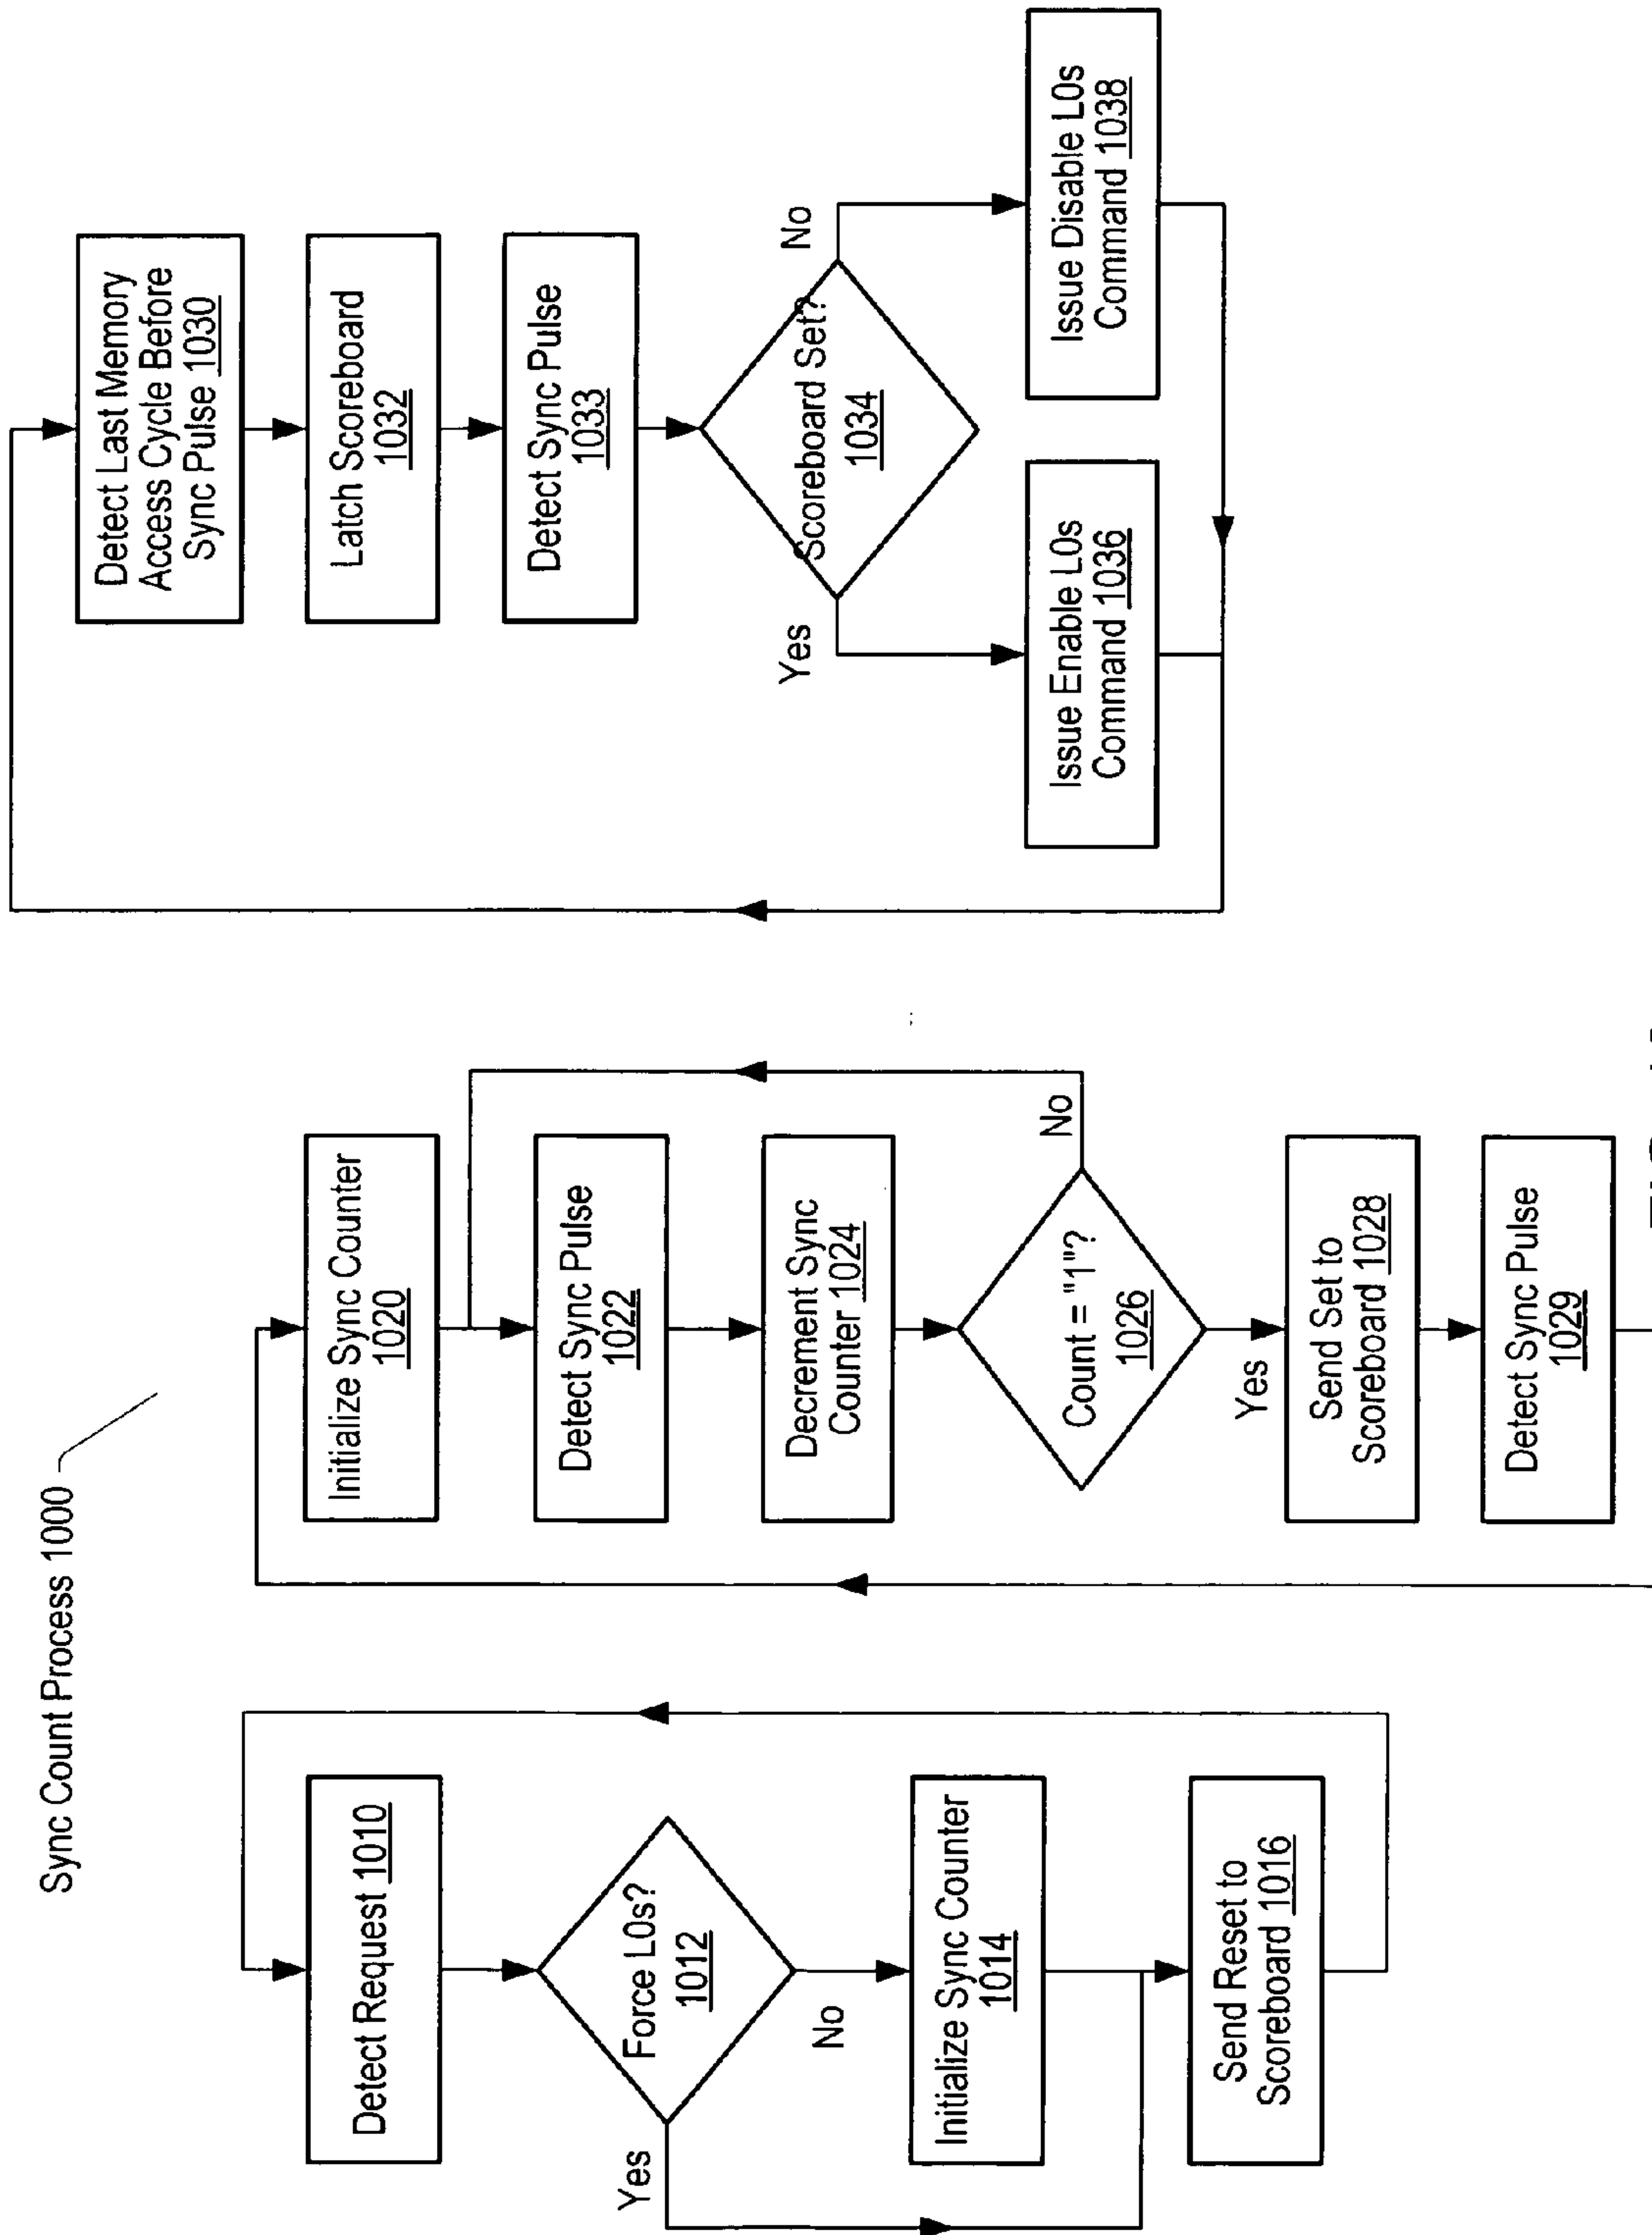 Sync Count Process 1000
Detect Request 1010
Force L0s?
1012
Yes
No
Initialize Sync Counter
1014
Send Reset to
Scoreboard 1016
Initialize Sync Counter
1020
Detect Sync Pulse
1022
Decrement Sync
Counter 1024
Count = "1"?
1026
No
Yes
Send Set to
Scoreboard 1028
Detect Sync Pulse
1029
Detect Last Memory
Access Cycle Before
Sync Pulse 1030
Latch Scoreboard
1032
Detect Sync Pulse
1033
Scoreboard Set?
1034
Yes
No
Issue Enable L0s
Command 1036
Issue Disable L0s
Command 1038